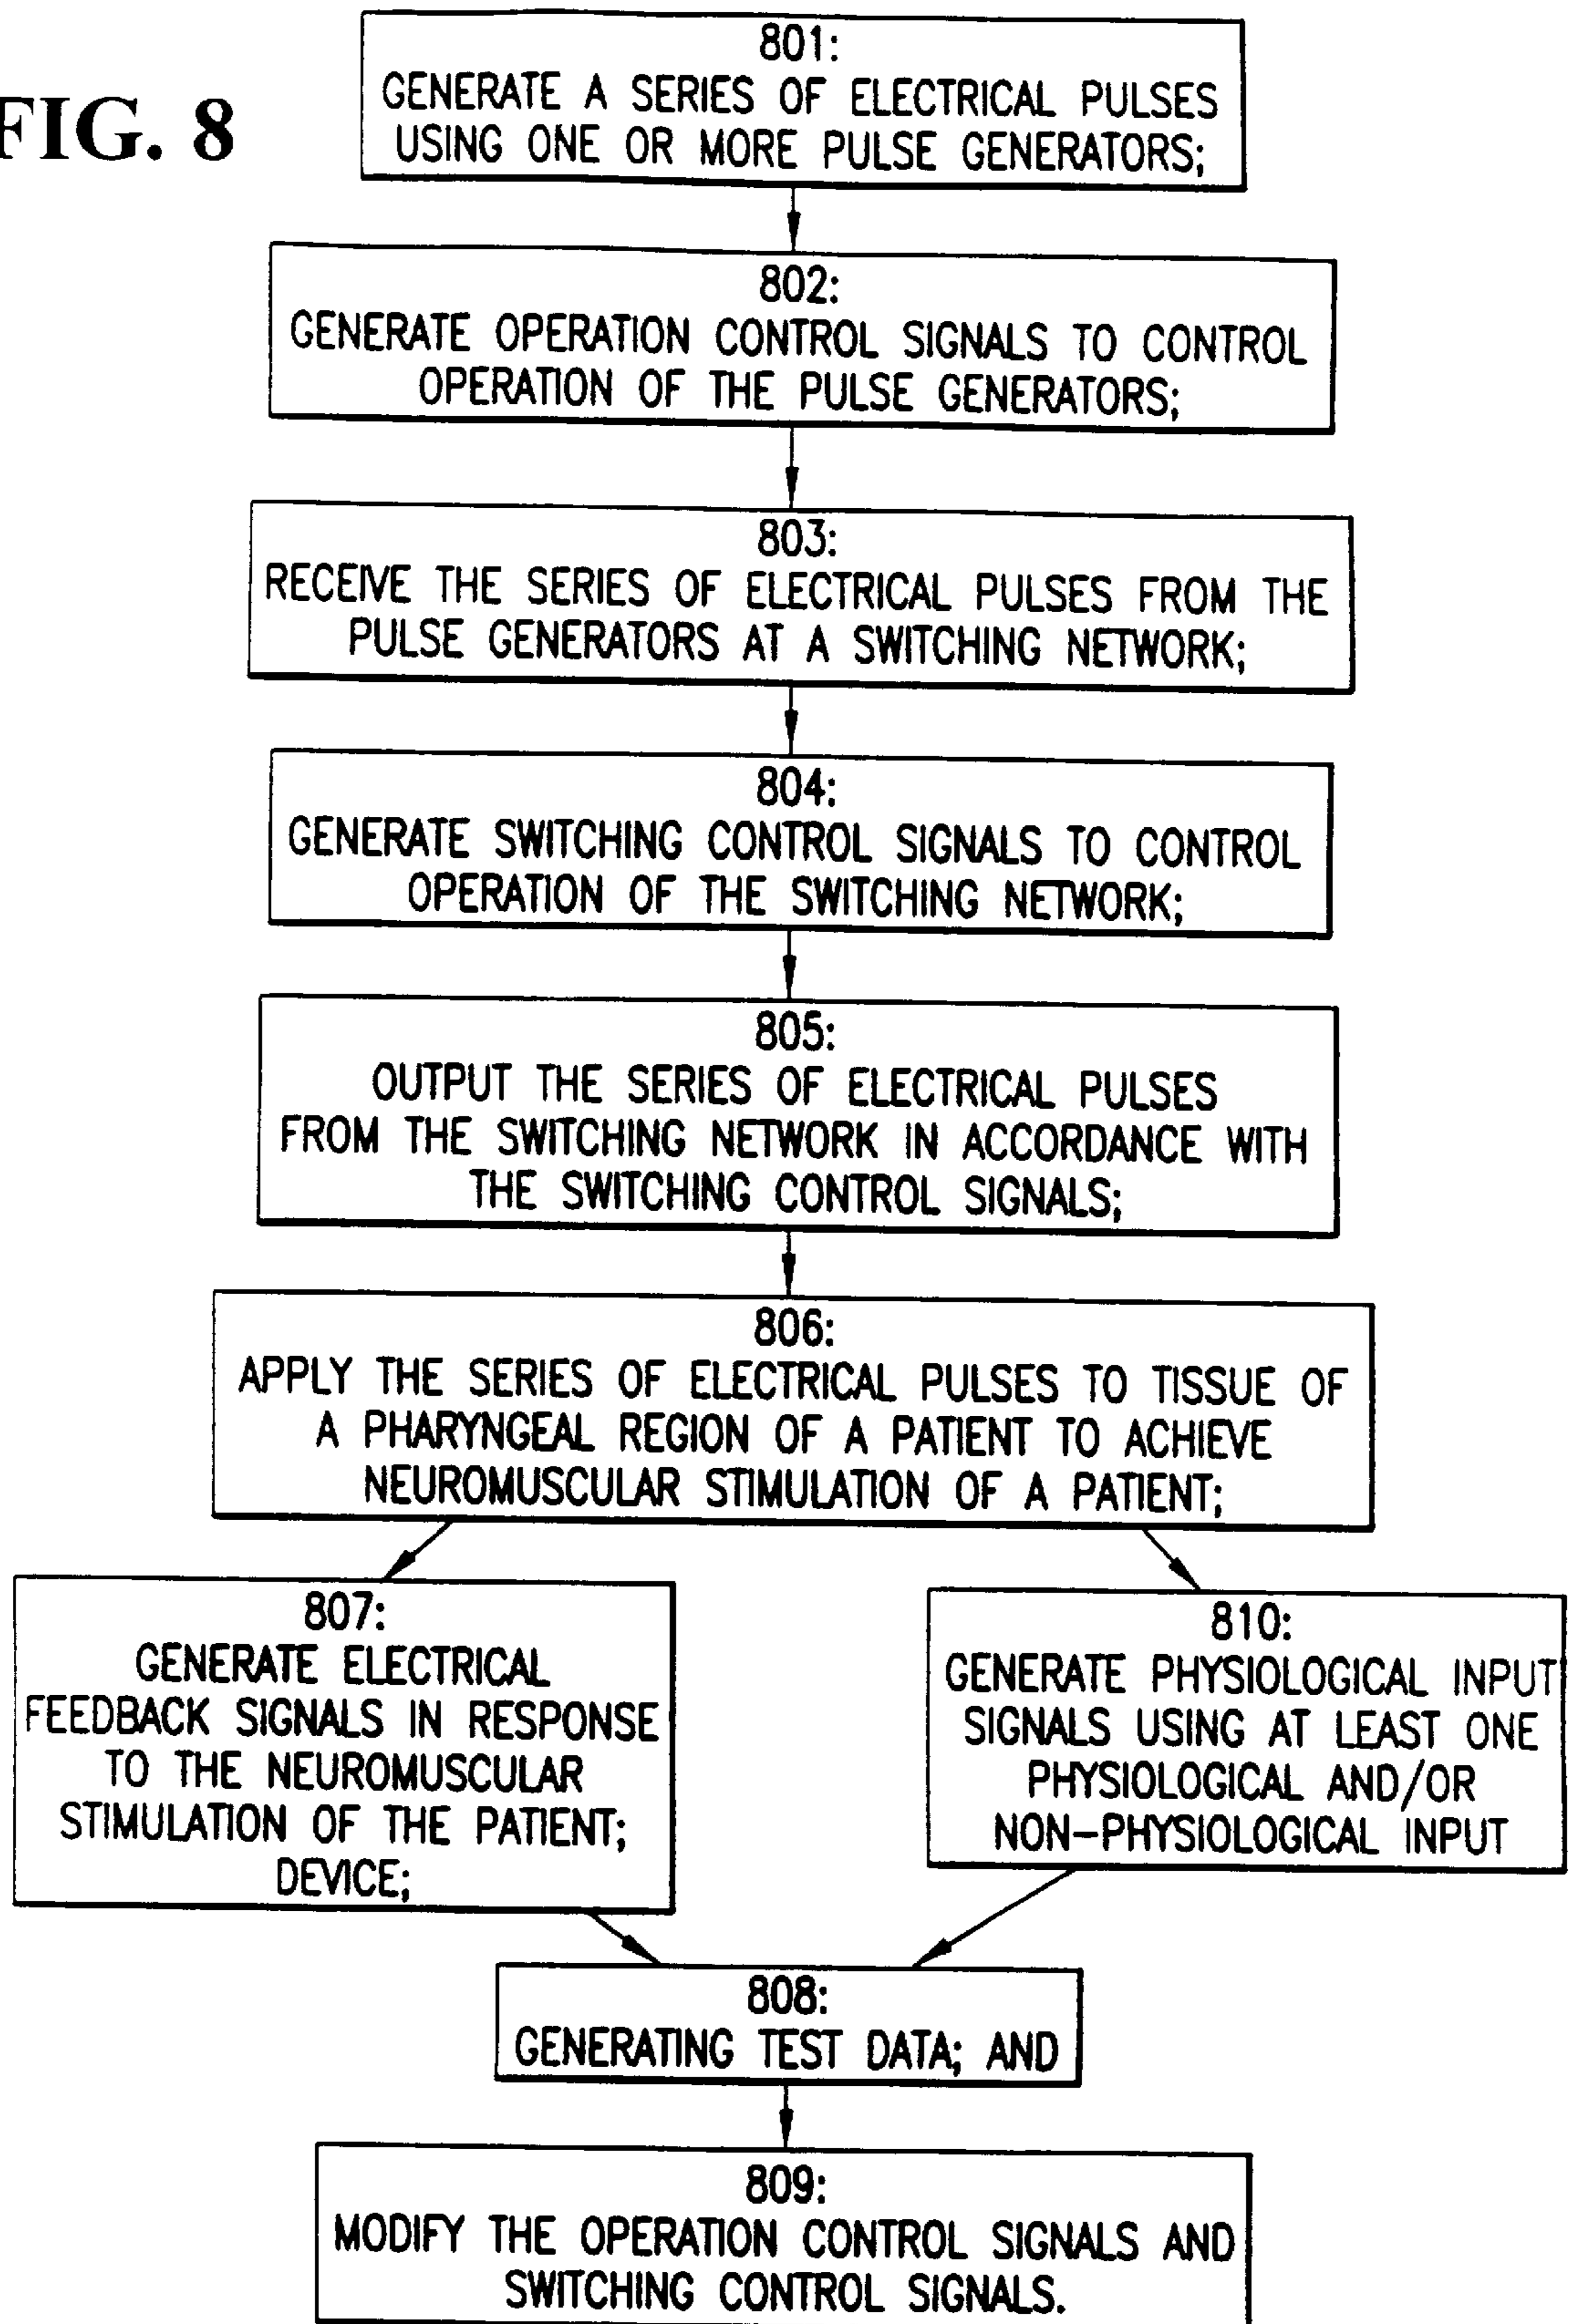 FIG. 8
801:
GENERATE A SERIES OF ELECTRICAL PULSES
USING ONE OR MORE PULSE GENERATORS;
802:
GENERATE OPERATION CONTROL SIGNALS TO CONTROL
OPERATION OF THE PULSE GENERATORS;
803:
RECEIVE THE SERIES OF ELECTRICAL PULSES FROM THE
PULSE GENERATORS AT A SWITCHING NETWORK;
804:
GENERATE SWITCHING CONTROL SIGNALS TO CONTROL
OPERATION OF THE SWITCHING NETWORK;
805:
OUTPUT THE SERIES OF ELECTRICAL PULSES
FROM THE SWITCHING NETWORK IN ACCORDANCE WITH
THE SWITCHING CONTROL SIGNALS;
806:
APPLY THE SERIES OF ELECTRICAL PULSES TO TISSUE OF
A PHARYNGEAL REGION OF A PATIENT TO ACHIEVE
NEUROMUSCULAR STIMULATION OF A PATIENT;
807:
GENERATE ELECTRICAL
FEEDBACK SIGNALS IN RESPONSE
TO THE NEUROMUSCULAR
STIMULATION OF THE PATIENT;
DEVICE;
810:
GENERATE PHYSIOLOGICAL INPUT
SIGNALS USING AT LEAST ONE
PHYSIOLOGICAL AND/OR
NON-PHYSIOLOGICAL INPUT
808:
GENERATING TEST DATA; AND
809:
MODIFY THE OPERATION CONTROL SIGNALS AND
SWITCHING CONTROL SIGNALS.